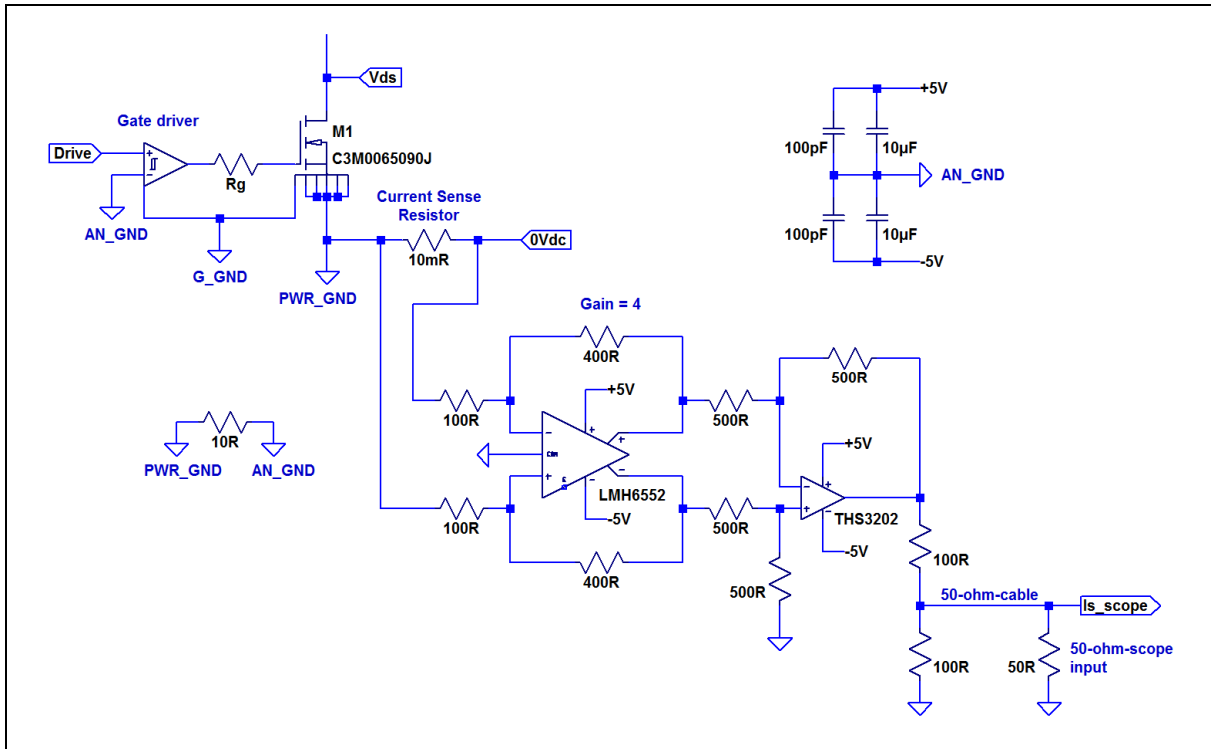 Vds
Gate driver
M1
Drive
C3M0065090J
Rg
AN_GND
G_GND
PWR_GND
Current Sense
Resistor
10mR
0Vdc
+5V
100pF
10µF
AN_GND
100pF
10µF
-5V
Gain = 4
400R
500R
+5V
100R
500R
COM
10R
PWR_GND
AN_GND
+5V
LMH6552
-5V
100R
500R
THS3202
-5V
400R
500R
100R
50-ohm-cable
Is_scope
100R
50R
50-ohm-scope
input